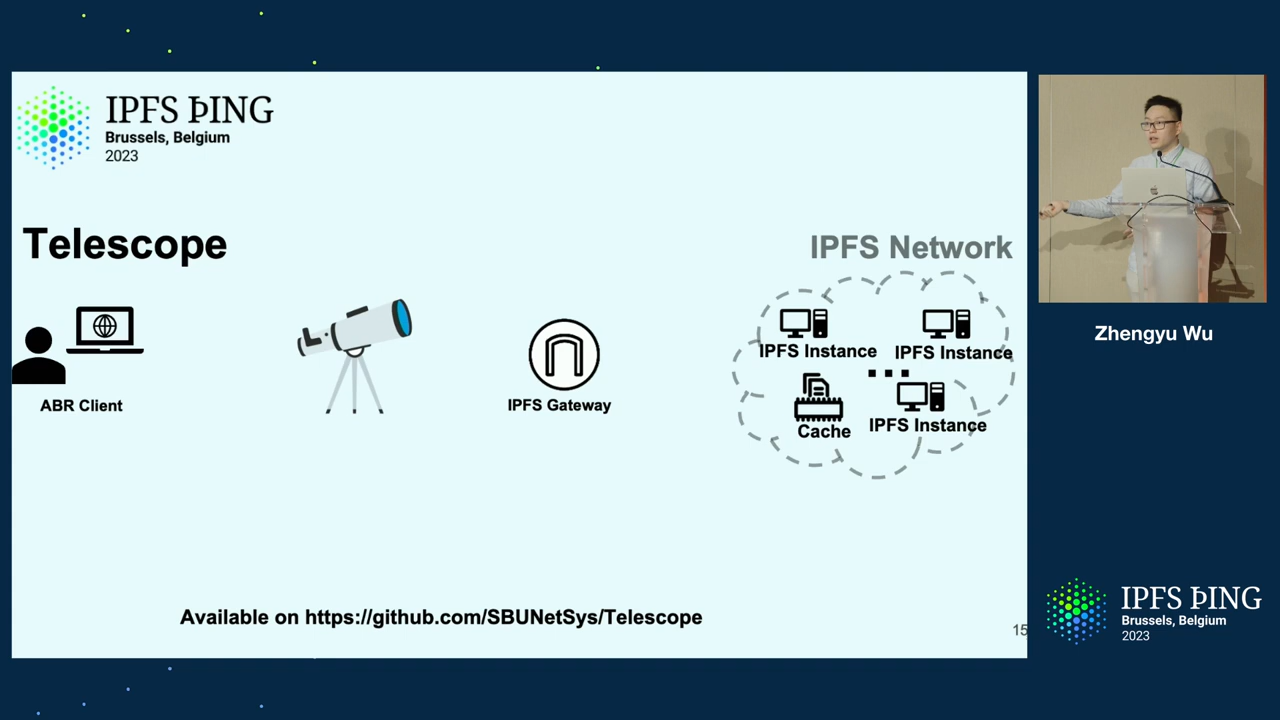 IPFS ÞING
Brussels, Belgium
2023
Telescope
IPFS Network
ABR Client
IPFS Gateway
IPFS Instance
IPFS Instance
Cache
IPFS Instance
Available on https://github.com/SBUNetSys/Telescope
15
Zhengyu Wu
IPFS ÞING
Brussels, Belgium
2023